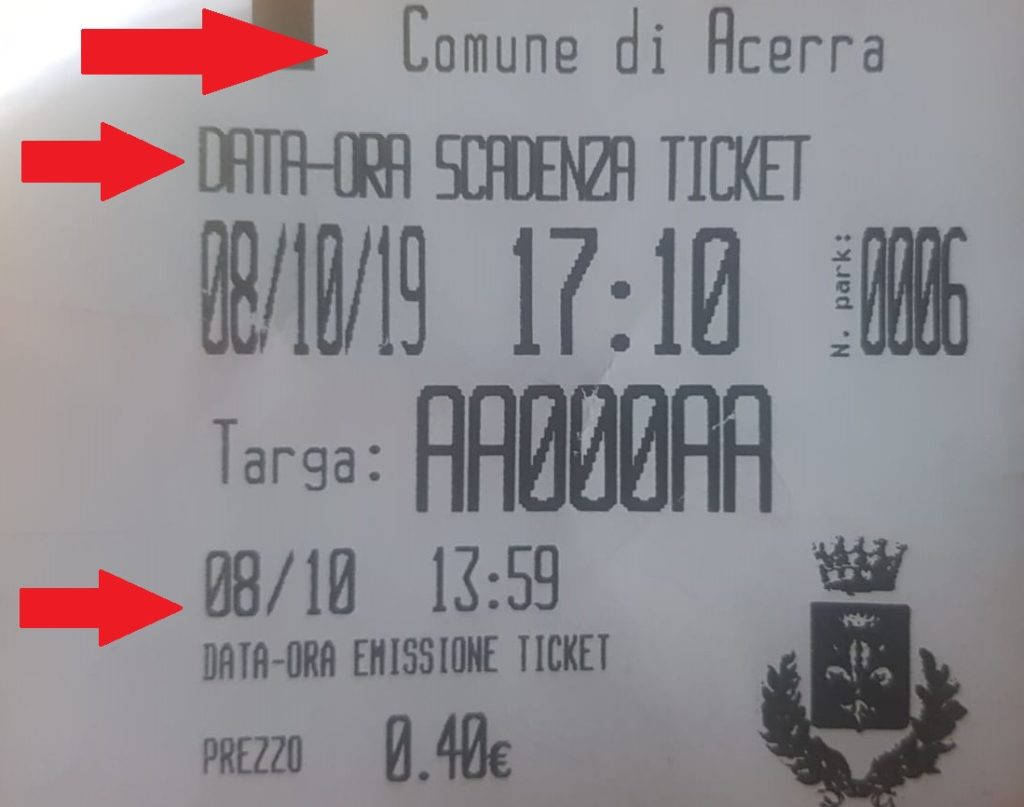 Comune di Acerra
DATA-ORA SCADENZA TICKET
08/10/19 17:10 N. park: 0006
Targa: AA000AA
08/10 13:59
DATA-ORA EMISSIONE TICKET
PREZZO 0.40€